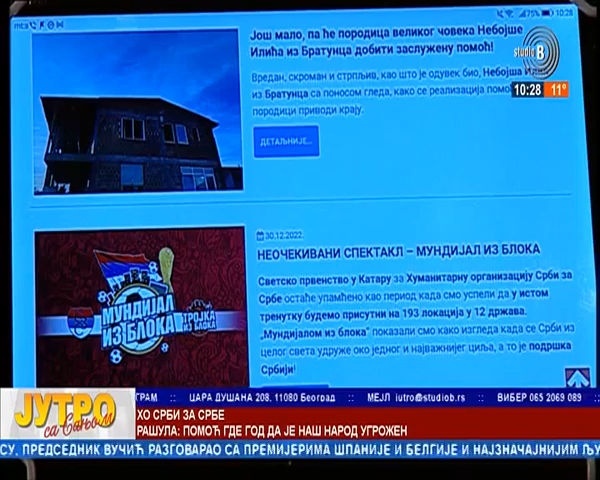 mts
75%
10:28
Још мало, па ће породица великог човека Небојше
Илића из Братунца добити заслужену помоћ!
Вредан, скроман и стрпљив, као што је одувек био, Небојша
из Братунца са поносом гледа, како се реализација
породици приводи крају.
ДЕТАЉНИЈЕ...
studio B
10:28 11°
30.12.2022.
НЕОЧЕКИВАНИ СПЕКТАКЛ – МУНДИЈАЛ ИЗ БЛОКА
Светско првенство у Катару за Хуманитарну организацију Срби за
Србе остаће упамћено као период када смо успели да у истом
тренутку будемо присутни на 193 локација у 12 држава.
„Мундијалом из блока“ показали смо како изгледа када се Срби из
целог света удруже око једног и најважнијег циља, а то је подршка
Србији!
МУНДИЈАЛ
ИЗ БЛОКА
ТРОЈКА
ИЗ БЛОКА
ГРАМ :: ЦАРА ДУШАНА 208, 11080 Београд :: МЕЈЛ jutro@studiob.rs :: ВИБЕР 065 2069 089 ::
ЈУТРО
са Сањом
ХО СРБИ ЗА СРБЕ
РАШУЛА: ПОМОЋ ГДЕ ГОД ДА ЈЕ НАШ НАРОД УГРОЖЕН
СУ, ПРЕДСЕДНИК ВУЧИЋ РАЗГОВАРАО СА ПРЕМИЈЕРИМА ШПАНИЈЕ И БЕЛГИЈЕ И НАЈЗНАЧАЈНИЈИМ